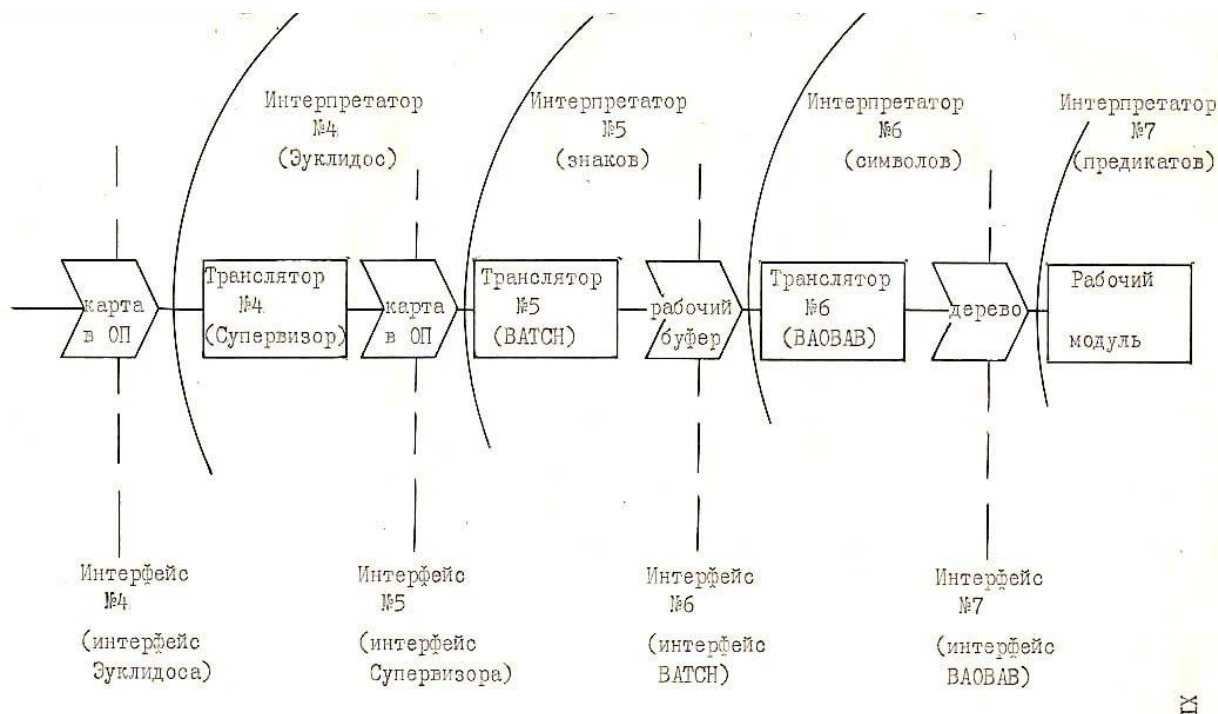 Интерпретатор
№4
(Эуклидос)
Интерпретатор
№5
(знаков)
Интерпретатор
№6
(символов)
Интерпретатор
№7
(предикатов)
карта
в ОП
Транслятор
№4
(Супервизор)
карта
в ОП
Транслятор
№5
(BATCH)
рабочий
буфер
Транслятор
№6
(BAOBAB)
дерево
Рабочий
модуль
Интерфейс
№4
(интерфейс
Эуклидоса)
Интерфейс
№5
(интерфейс
Супервизора)
Интерфейс
№6
(интерфейс
BATCH)
Интерфейс
№7
(интерфейс
BAOBAB)